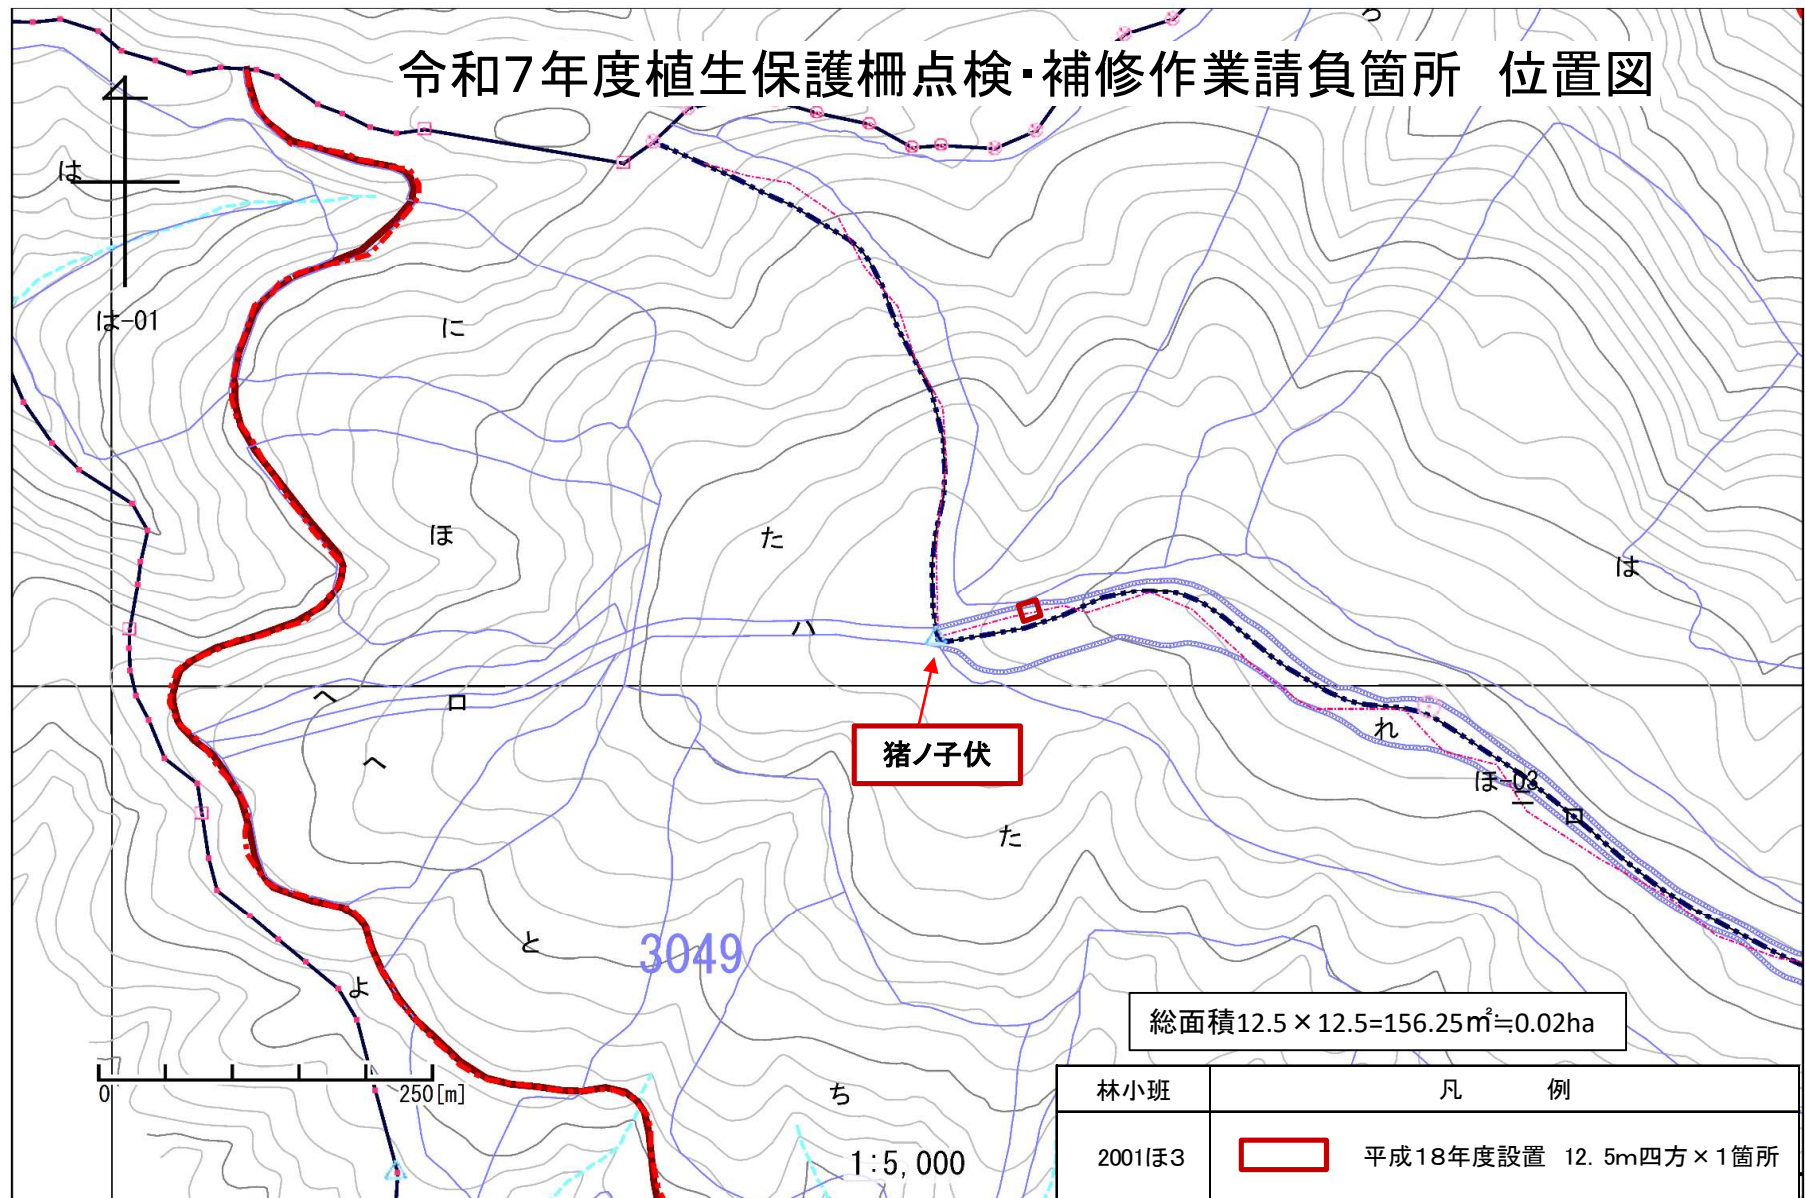 ろ
令和7年度植生保護柵点検・補修作業請負箇所　位置図
は
は-01
に
ほ
た
は
ハ
へ
ロ
れ
猪ノ子伏
へ
ほ-03
ロ
た
と
3049
よ
総面積12.5×12.5=156.25㎡≒0.02ha
0
250[m]
ち
1:5,000
林小班
凡　　例
2001ほ3
平成18年度設置　12.5m四方×1箇所